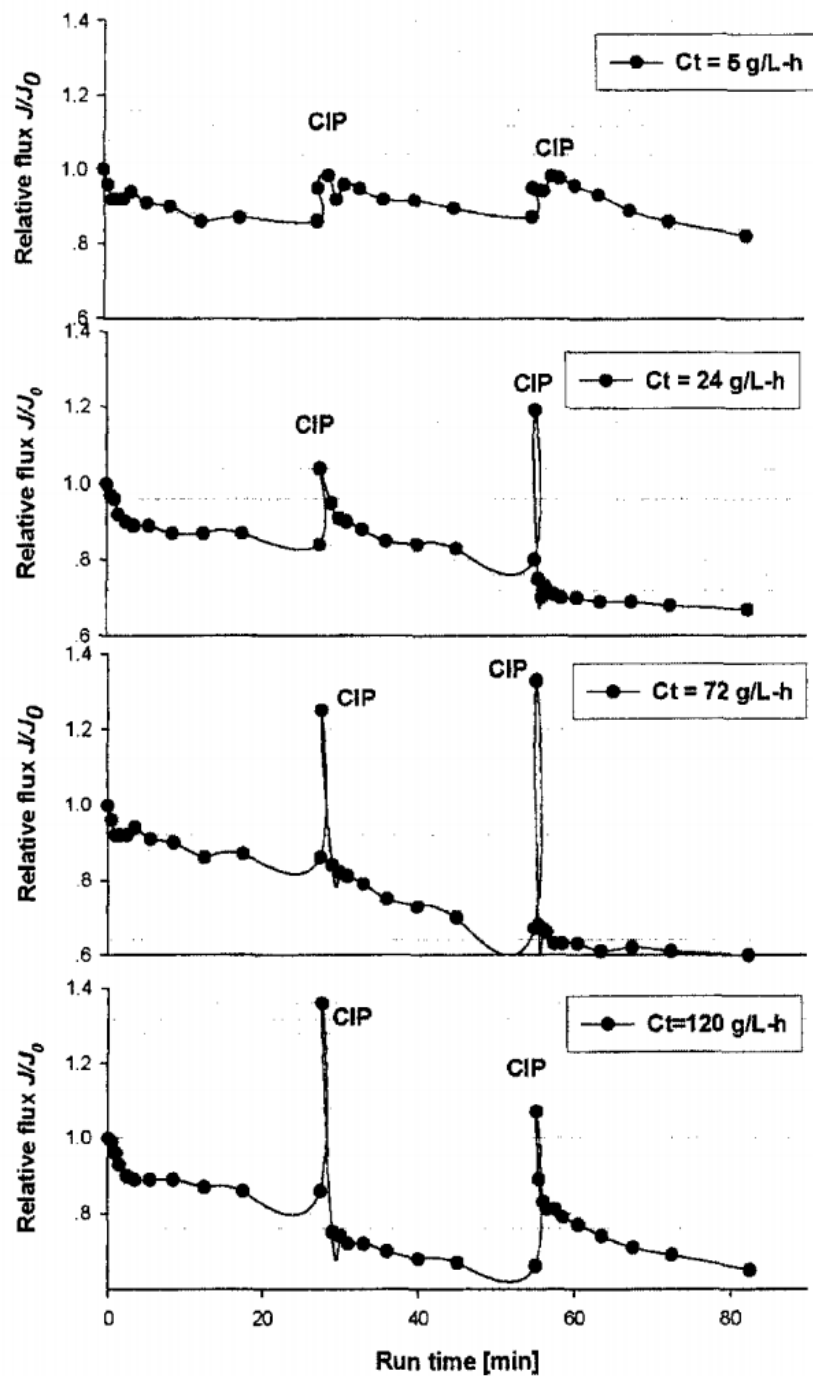 1.4
Ct = 5 g/L-h
1.2
CIP
CIP
1.0
.8
.6
Relative flux J/J0
1.4
Ct = 24 g/L-h
CIP
1.2
CIP
1.0
.8
.6
Relative flux J/J0
1.4
CIP
Ct = 72 g/L-h
CIP
1.2
1.0
.8
.6
Relative flux J/J0
1.4
CIP
Ct=120 g/L-h
1.2
CIP
1.0
.8
Relative flux J/J0
0 20 40 60 80
Run time [min]